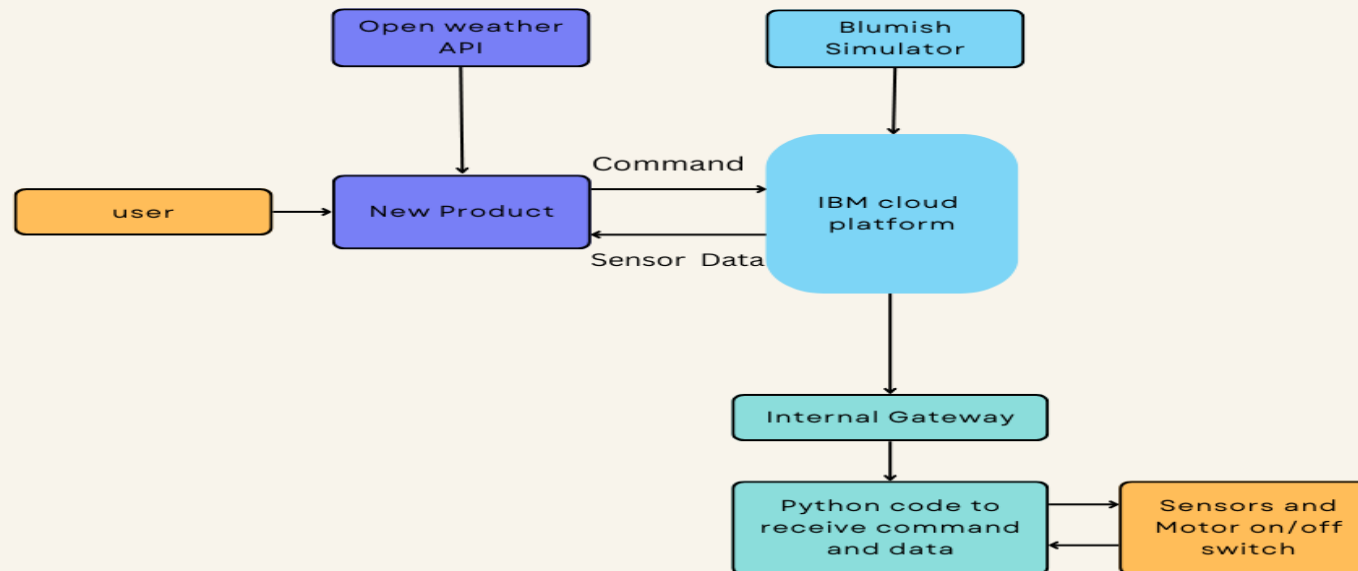 Open weather
API
Blumish
Simulator
Command
user
New Product
IBM cloud
platform
Sensor Data
Internal Gateway
Python code to
receive command
and data
Sensors and
Motor on/off
switch